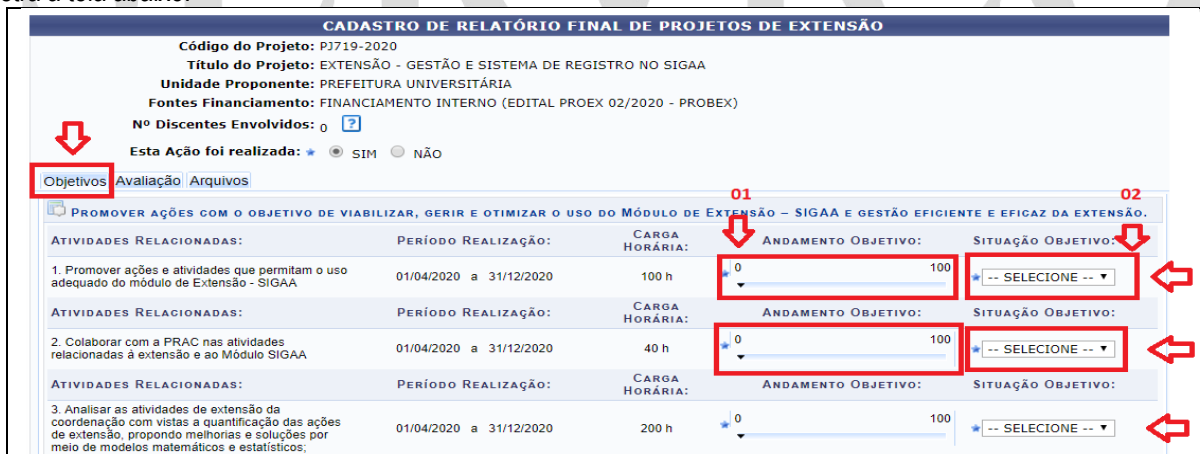 CADASTRO DE RELATÓRIO FINAL DE PROJETOS DE EXTENSÃO
Código do Projeto: PJ719-2020
Título do Projeto: EXTENSÃO - GESTÃO E SISTEMA DE REGISTRO NO SIGAA
Unidade Proponente: PREFEITURA UNIVERSITÁRIA
Fontes Financiamento: FINANCIAMENTO INTERNO (EDITAL PROEX 02/2020 - PROBEX)
Nº Discentes Envolvidos: 0 ?
Esta Ação foi realizada: SIM NÃO
Objetivos Avaliação Arquivos
01 02
PROMOVER AÇÕES COM O OBJETIVO DE VIABILIZAR, GERIR E OTIMIZAR O USO DO MÓDULO DE EXTENSÃO – SIGAA E GESTÃO EFICIENTE E EFICAZ DA EXTENSÃO.
ATIVIDADES RELACIONADAS: PERÍODO REALIZAÇÃO: CARGA HORÁRIA: ANDAMENTO OBJETIVO: SITUAÇÃO OBJETIVO:
1. Promover ações e atividades que permitam o uso
adequado do módulo de Extensão - SIGAA
01/04/2020 a 31/12/2020 100 h 0 100 -- SELECIONE --
ATIVIDADES RELACIONADAS: PERÍODO REALIZAÇÃO: CARGA HORÁRIA: ANDAMENTO OBJETIVO: SITUAÇÃO OBJETIVO:
2. Colaborar com a PRAC nas atividades
relacionadas á extensão e ao Módulo SIGAA
01/04/2020 a 31/12/2020 40 h 0 100 -- SELECIONE --
ATIVIDADES RELACIONADAS: PERÍODO REALIZAÇÃO: CARGA HORÁRIA: ANDAMENTO OBJETIVO: SITUAÇÃO OBJETIVO:
3. Analisar as atividades de extensão da
coordenação com vistas a quantificação das ações
de extensão, propondo melhorias e soluções por
meio de modelos matemáticos e estatísticos;
01/04/2020 a 31/12/2020 200 h 0 100 -- SELECIONE --